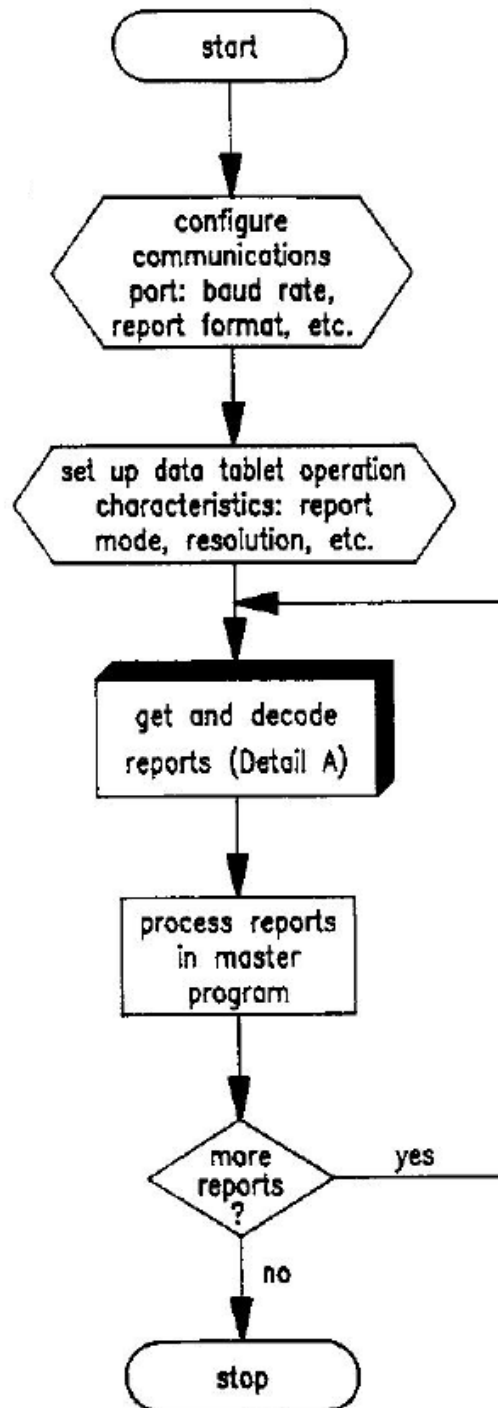 start
configure
communications
port: baud rate,
report format, etc.
set up data tablet operation
characteristics: report
mode, resolution, etc.
get and decode
reports (Detail A)
process reports
in master
program
more
reports
?
yes
no
stop